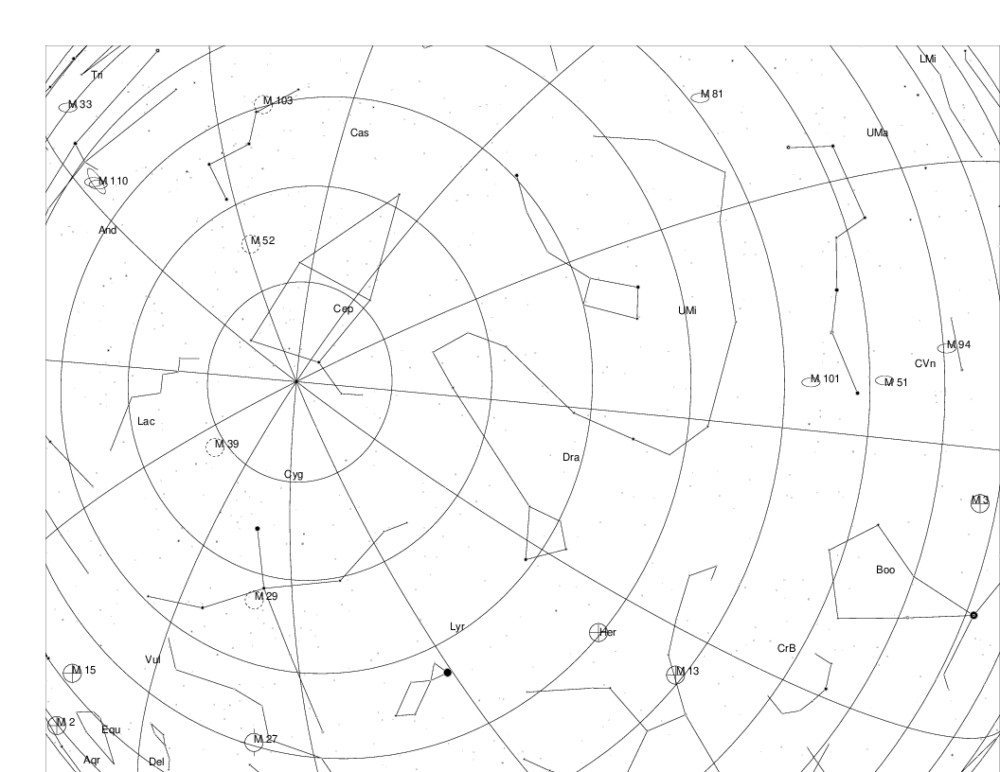 LMi
Tri
M 81
M 103
M 33
Cas
UMa
M 110
And
M 52
Cep
UMi
M 94
CVn
M 101
M 51
Lac
M 39
Dra
Cyg
M 3
Boo
M 29
Lyr
Her
CrB
Vul
M 15
M 13
M 2
Equ
M 27
Aqr
Del